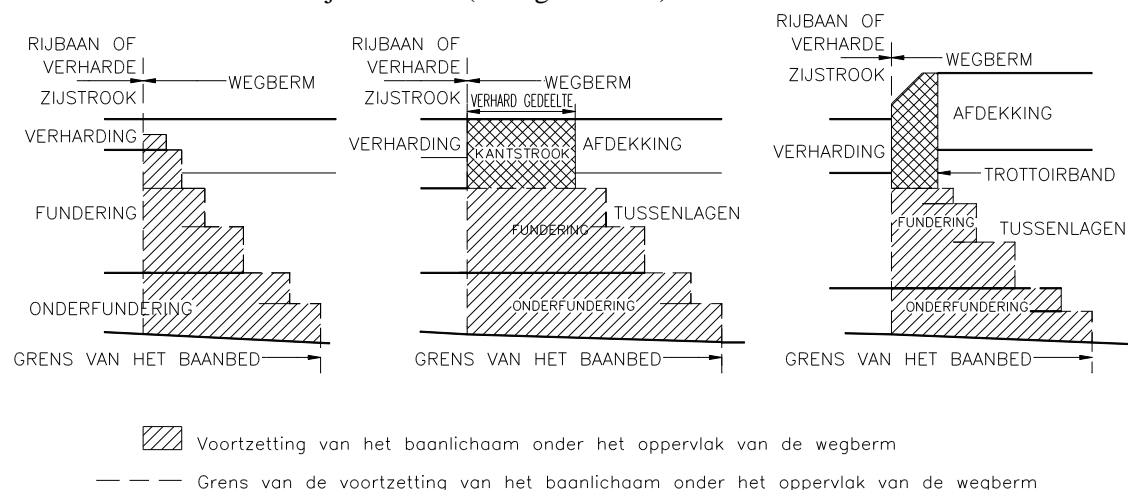 RIJBAAN OF
VERHARDE
ZIJSTROOK
WEGBERM
VERHARDING
FUNDERING
ONDERFUNDERING
GRENS VAN HET BAANBED
RIJBAAN OF
VERHARDE
ZIJSTROOK
WEGBERM
VERHARD GEDEELTE
VERHARDING
KANTSTROOK
AFDEKKING
TUSSENLAGEN
FUNDERING
ONDERFUNDERING
GRENS VAN HET BAANBED
RIJBAAN OF
VERHARDE
ZIJSTROOK
WEGBERM
AFDEKKING
VERHARDING
TROTTOIRBAND
FUNDERING
TUSSENLAGEN
ONDERFUNDERING
GRENS VAN HET BAANBED
Voortzetting van het baanlichaam onder het oppervlak van de wegberm
Grens van de voortzetting van het baanlichaam onder het oppervlak van de wegberm